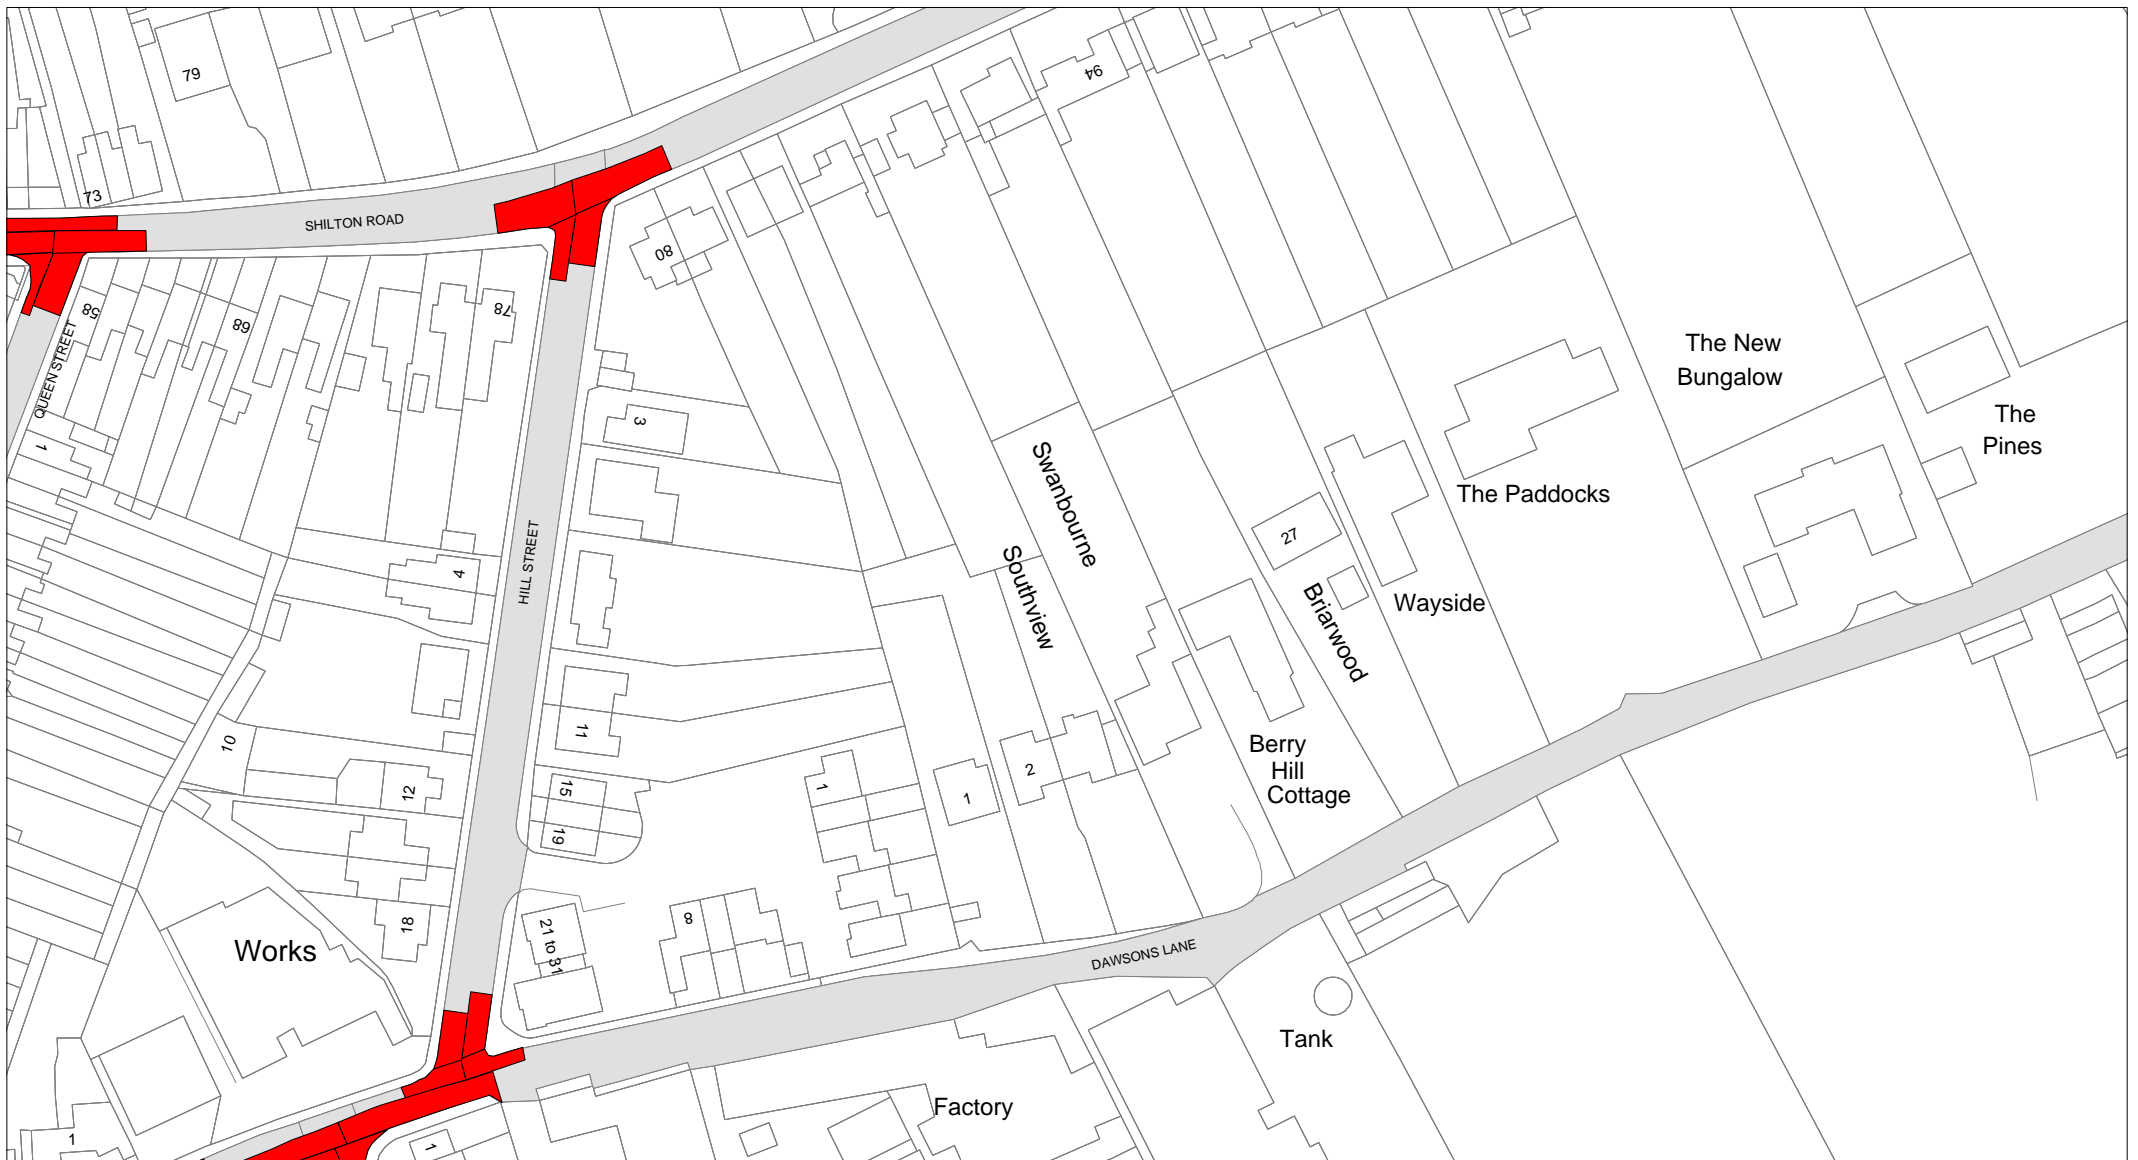 79
94
73
SHILTON ROAD
80
58
68
78
QUEEN STREET
1
3
The New
Bungalow
The
Pines
The Paddocks
Swanbourne
Southview
27
Briarwood
Wayside
HILL STREET
4
10
12
11
15
19
1
1
2
Berry
Hill
Cottage
18
21 to 31
8
Works
DAWSONS LANE
Tank
Factory
1
1